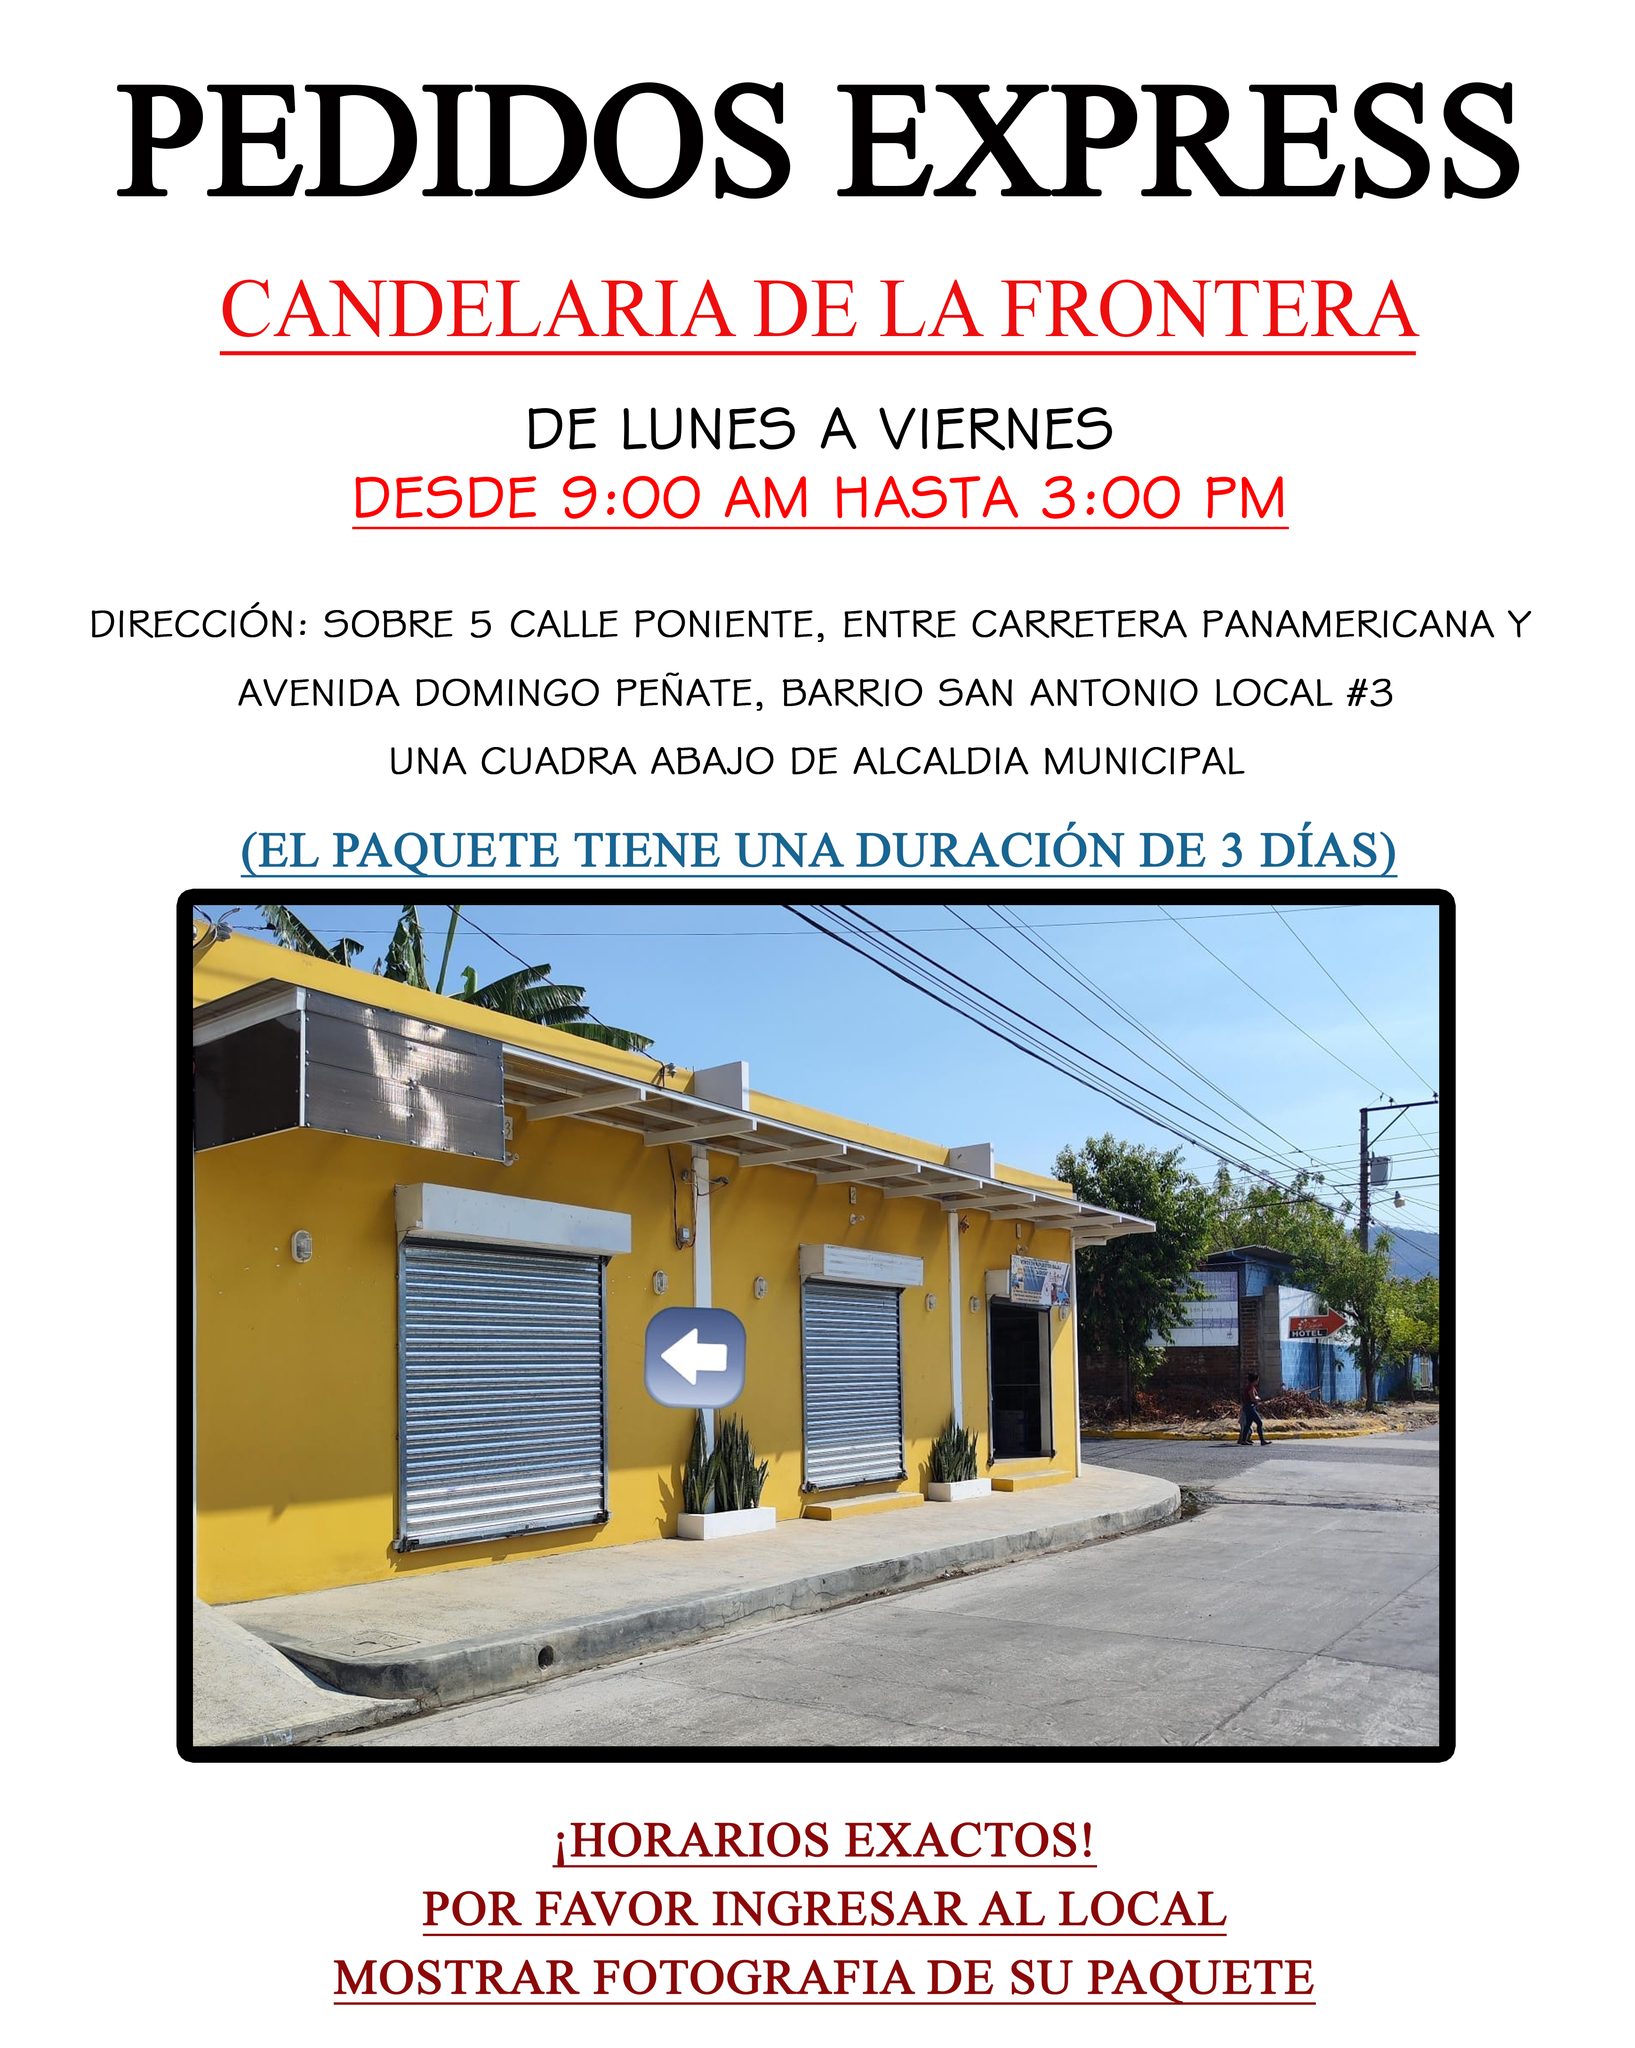 PEDIDOS EXPRESS
CANDELARIA DE LA FRONTERA
DE LUNES A VIERNES
DESDE 9:00 AM HASTA 3:00 PM
DIRECCIÓN: SOBRE 5 CALLE PONIENTE, ENTRE CARRETERA PANAMERICANA Y
AVENIDA DOMINGO PEÑATE, BARRIO SAN ANTONIO LOCAL #3
UNA CUADRA ABAJO DE ALCALDIA MUNICIPAL
(EL PAQUETE TIENE UNA DURACIÓN DE 3 DÍAS)
3
2
HOTEL
¡HORARIOS EXACTOS!
POR FAVOR INGRESAR AL LOCAL
MOSTRAR FOTOGRAFIA DE SU PAQUETE